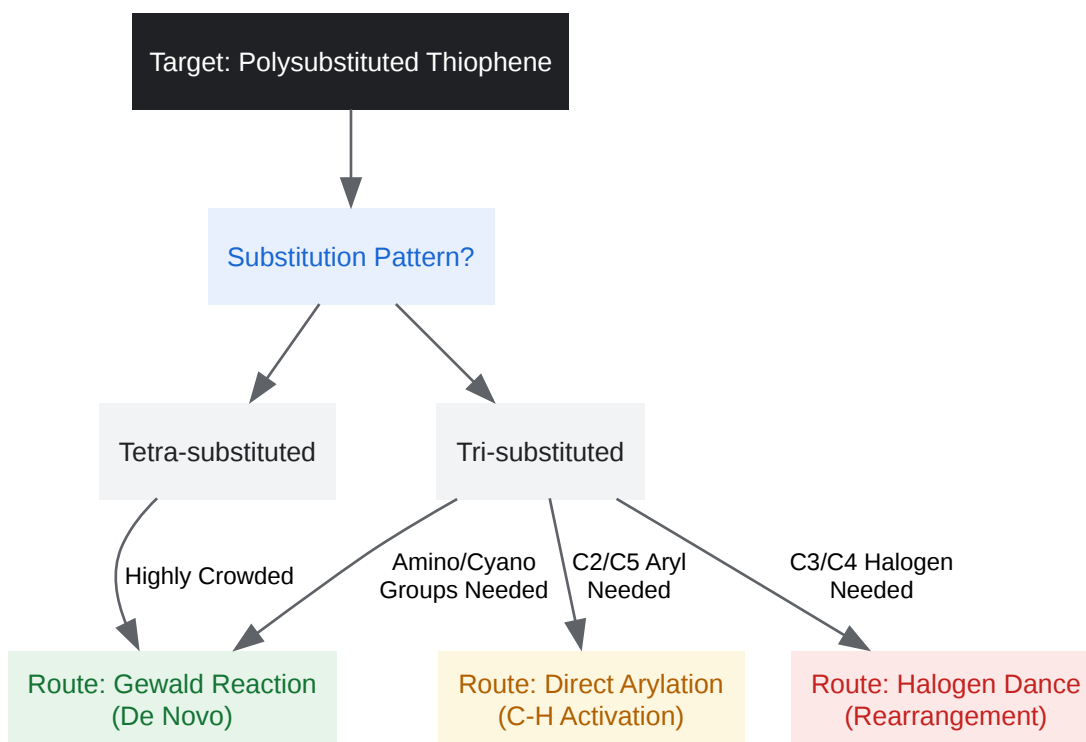 Target: Polysubstituted Thiophene
Substitution Pattern?
Tetra-substituted
Tri-substituted
Highly Crowded
Amino/Cyano
Groups Needed
C2/C5 Aryl
Needed
C3/C4 Halogen
Needed
Route: Gewald Reaction
(De Novo)
Route: Direct Arylation
(C-H Activation)
Route: Halogen Dance
(Rearrangement)